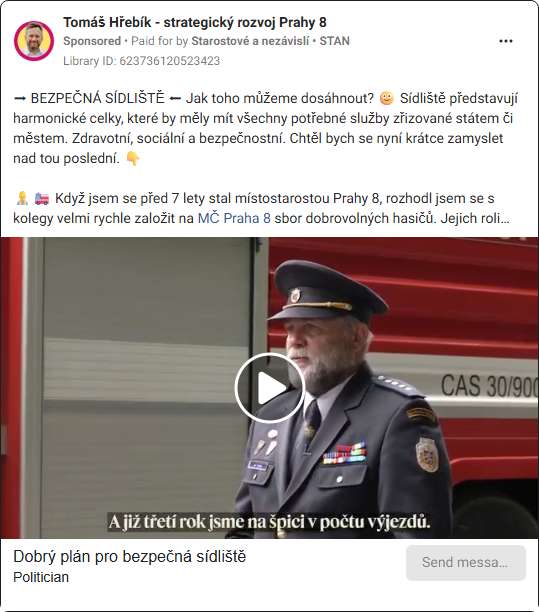 Tomáš Hřebík - strategický rozvoj Prahy 8
Sponsored • Paid for by Starostové a nezávislí • STAN
Library ID: 623736120523423
➞ BEZPEČNÁ SÍDLIŠTĚ ⬅ Jak toho můžeme dosáhnout? 🌝 Sídliště představují
harmonické celky, které by měly mít všechny potřebné služby zřizované státem či
městem. Zdravotní, sociální a bezpečnostní. Chtěl bych se nyní krátce zamyslet
nad tou poslední. 👇
👨‍🚒 🚒 Když jsem se před 7 lety stal místostarostou Prahy 8, rozhodl jsem se s
kolegy velmi rychle založit na MČ Praha 8 sbor dobrovolných hasičů. Jejich roli...
CAS 30/900
A již třetí rok jsme na špici v počtu výjezdů.
Dobrý plán pro bezpečná sídliště
Politician
Send messa...